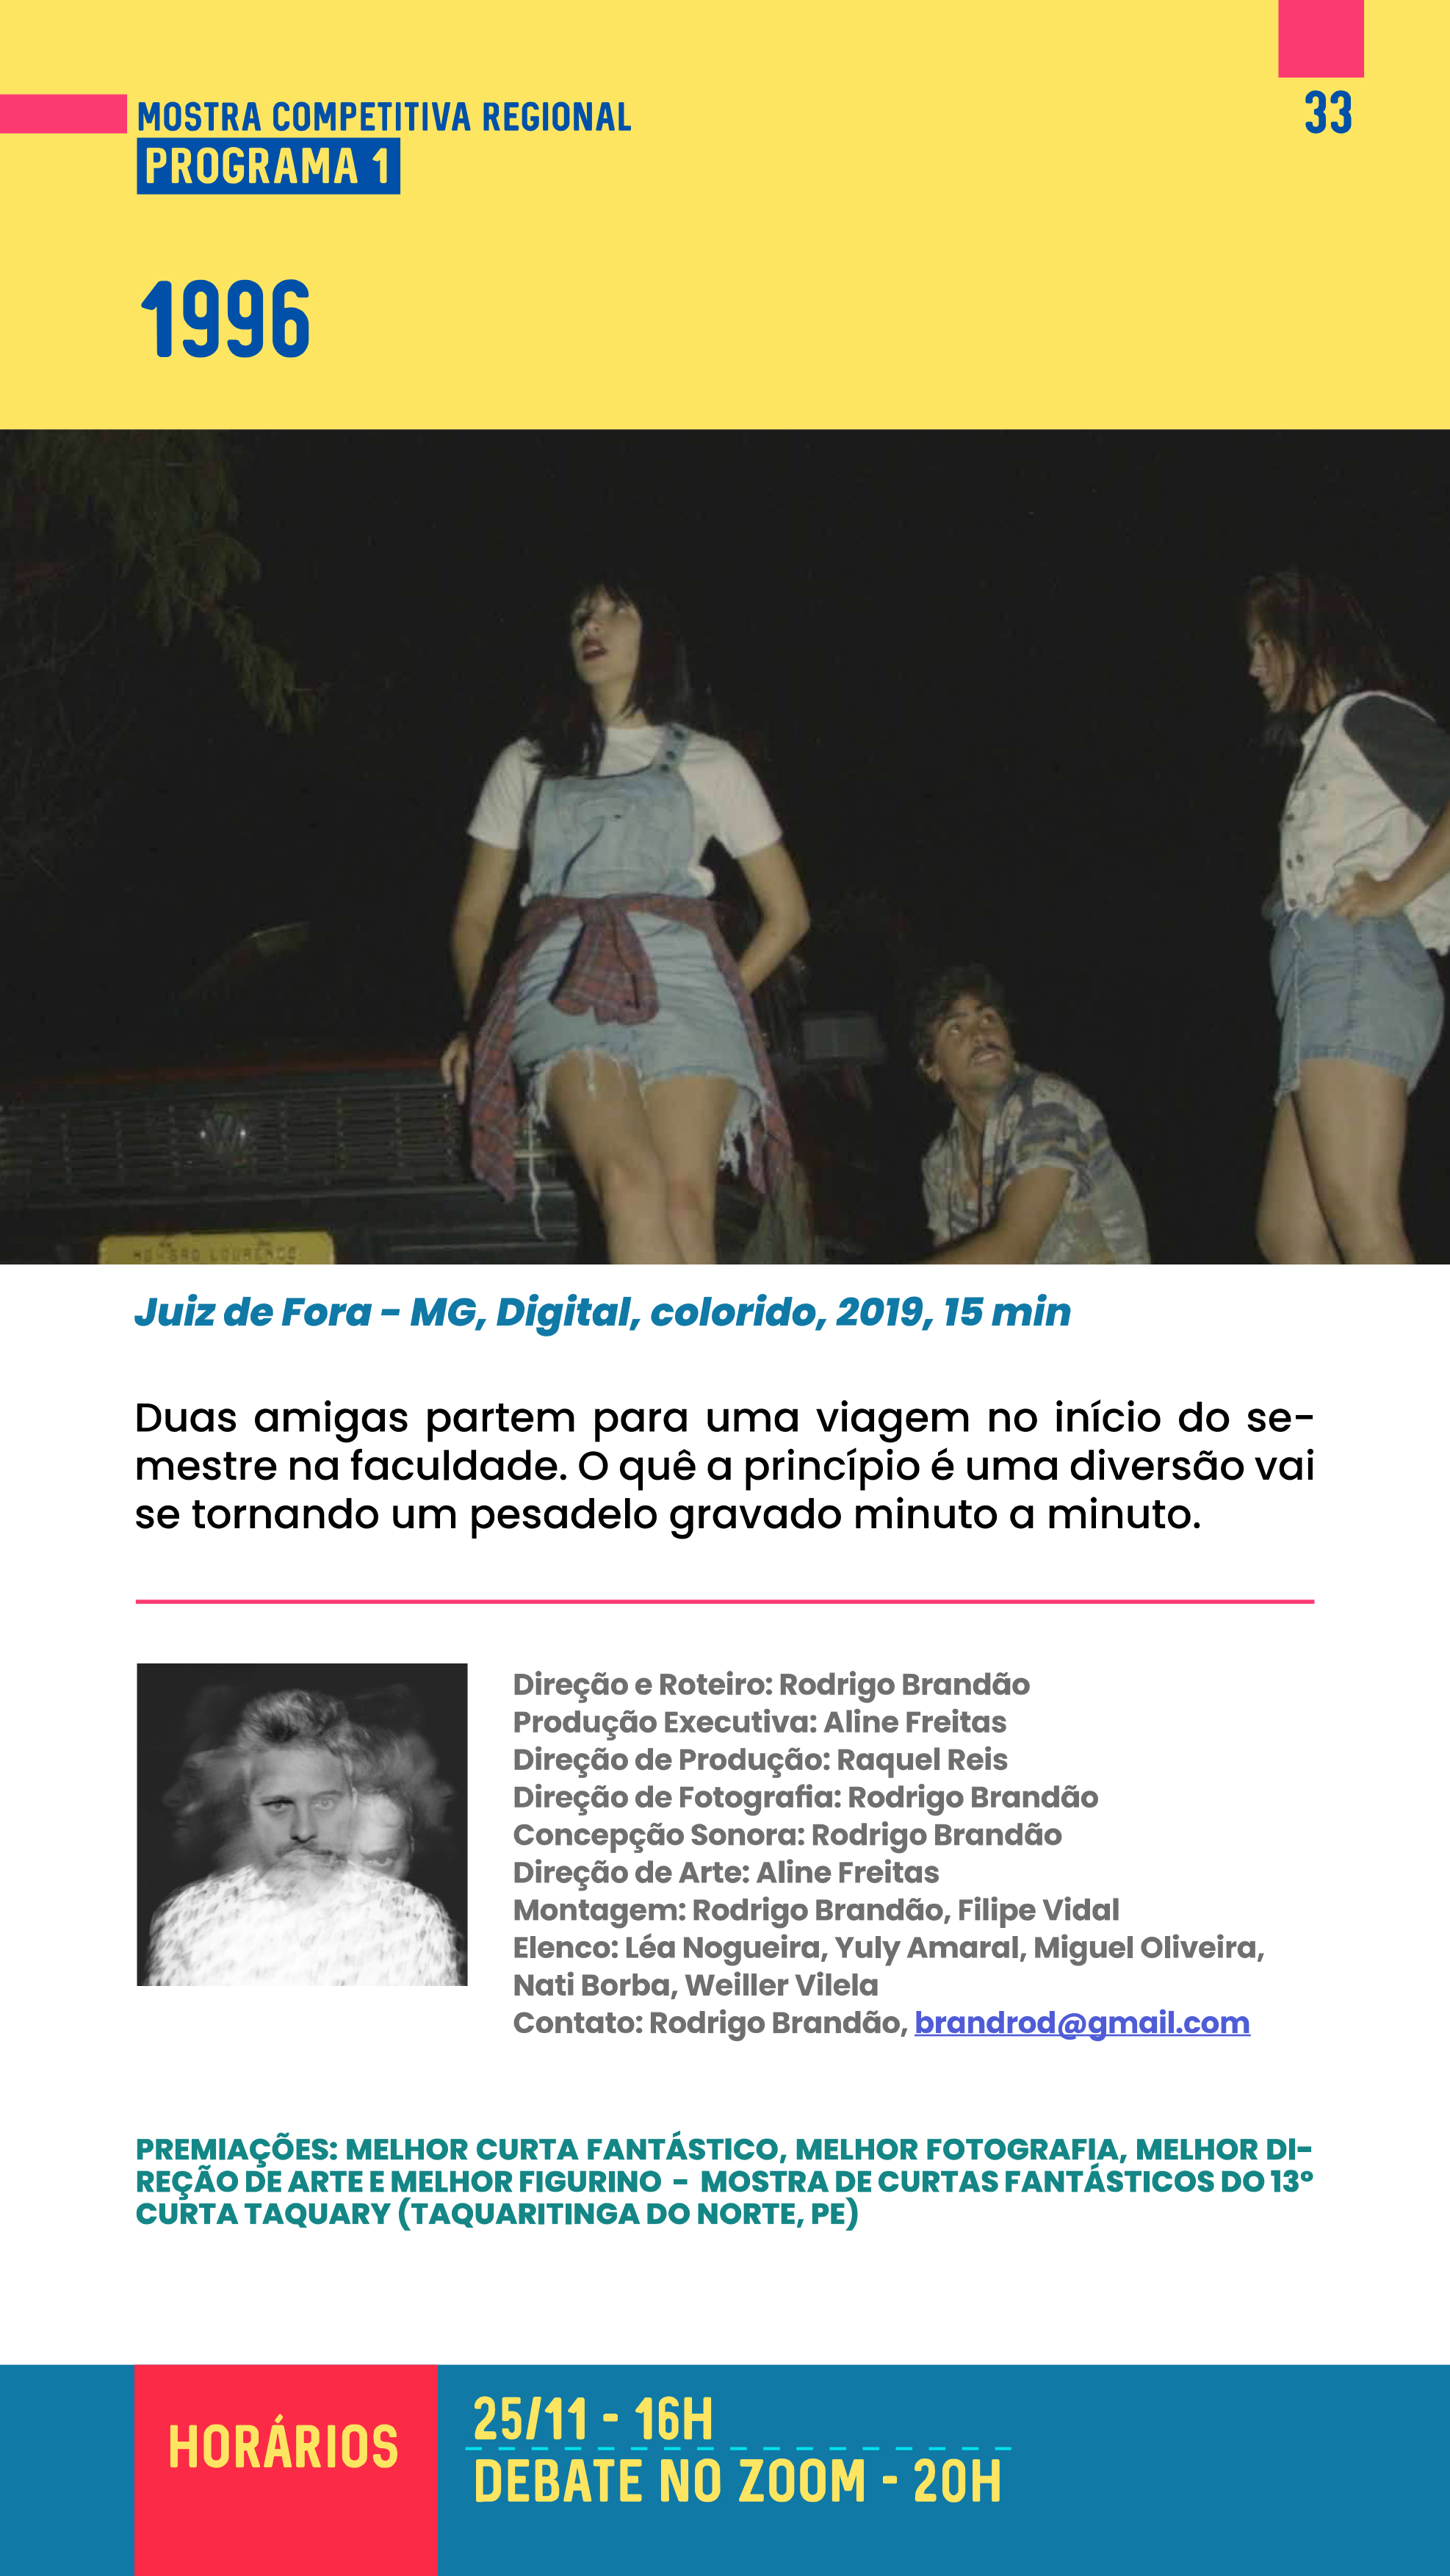 MOSTRA COMPETITIVA REGIONAL
33
PROGRAMA 1
1996
MG-SÃO LOURENÇO
Juiz de Fora - MG, Digital, colorido, 2019, 15 min
Duas amigas partem para uma viagem no início do se-
mestre na faculdade. O quê a princípio é uma diversão vai
se tornando um pesadelo gravado minuto a minuto.
Direção e Roteiro: Rodrigo Brandão
Produção Executiva: Aline Freitas
Direção de Produção: Raquel Reis
Direção de Fotografia: Rodrigo Brandão
Concepção Sonora: Rodrigo Brandão
Direção de Arte: Aline Freitas
Montagem: Rodrigo Brandão, Filipe Vidal
Elenco: Léa Nogueira, Yuly Amaral, Miguel Oliveira,
Nati Borba, Weiller Vilela
Contato: Rodrigo Brandão, brandrod@gmail.com
PREMIAÇÕES: MELHOR CURTA FANTÁSTICO, MELHOR FOTOGRAFIA, MELHOR DI-
REÇÃO DE ARTE E MELHOR FIGURINO - MOSTRA DE CURTAS FANTÁSTICOS DO 13º
CURTA TAQUARY (TAQUARITINGA DO NORTE, PE)
HORÁRIOS
25/11 - 16H
DEBATE NO ZOOM - 20H